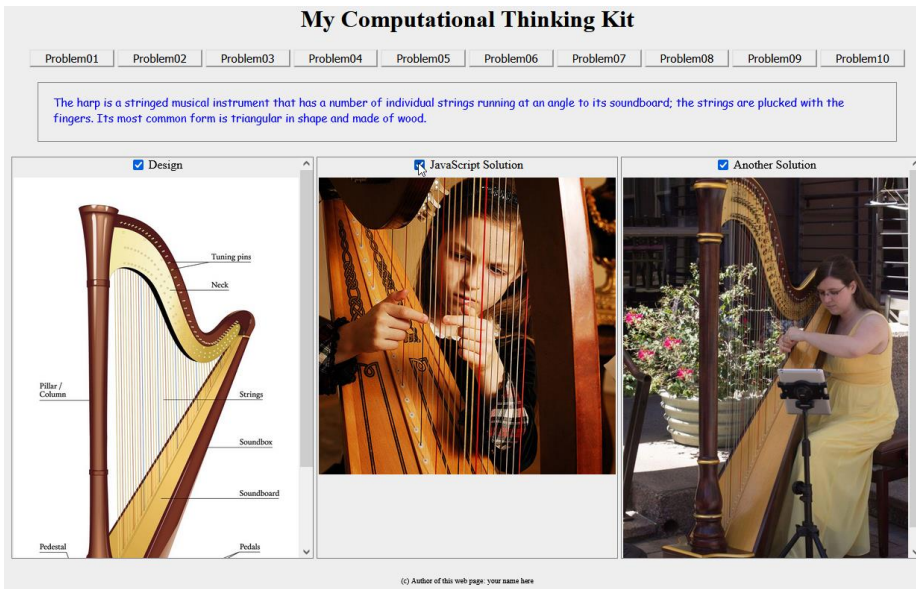 My Computational Thinking Kit
Problem01 Problem02 Problem03 Problem04 Problem05 Problem06 Problem07 Problem08 Problem09 Problem10
The harp is a stringed musical instrument that has a number of individual strings running at an angle to its soundboard; the strings are plucked with the
fingers. Its most common form is triangular in shape and made of wood.
Design
JavaScript Solution
Another Solution
Tuning pins
Neck
Pillar /
Column
Strings
Soundbox
Soundboard
Pedestal
Pedals
(c) Author of this web page: your name here